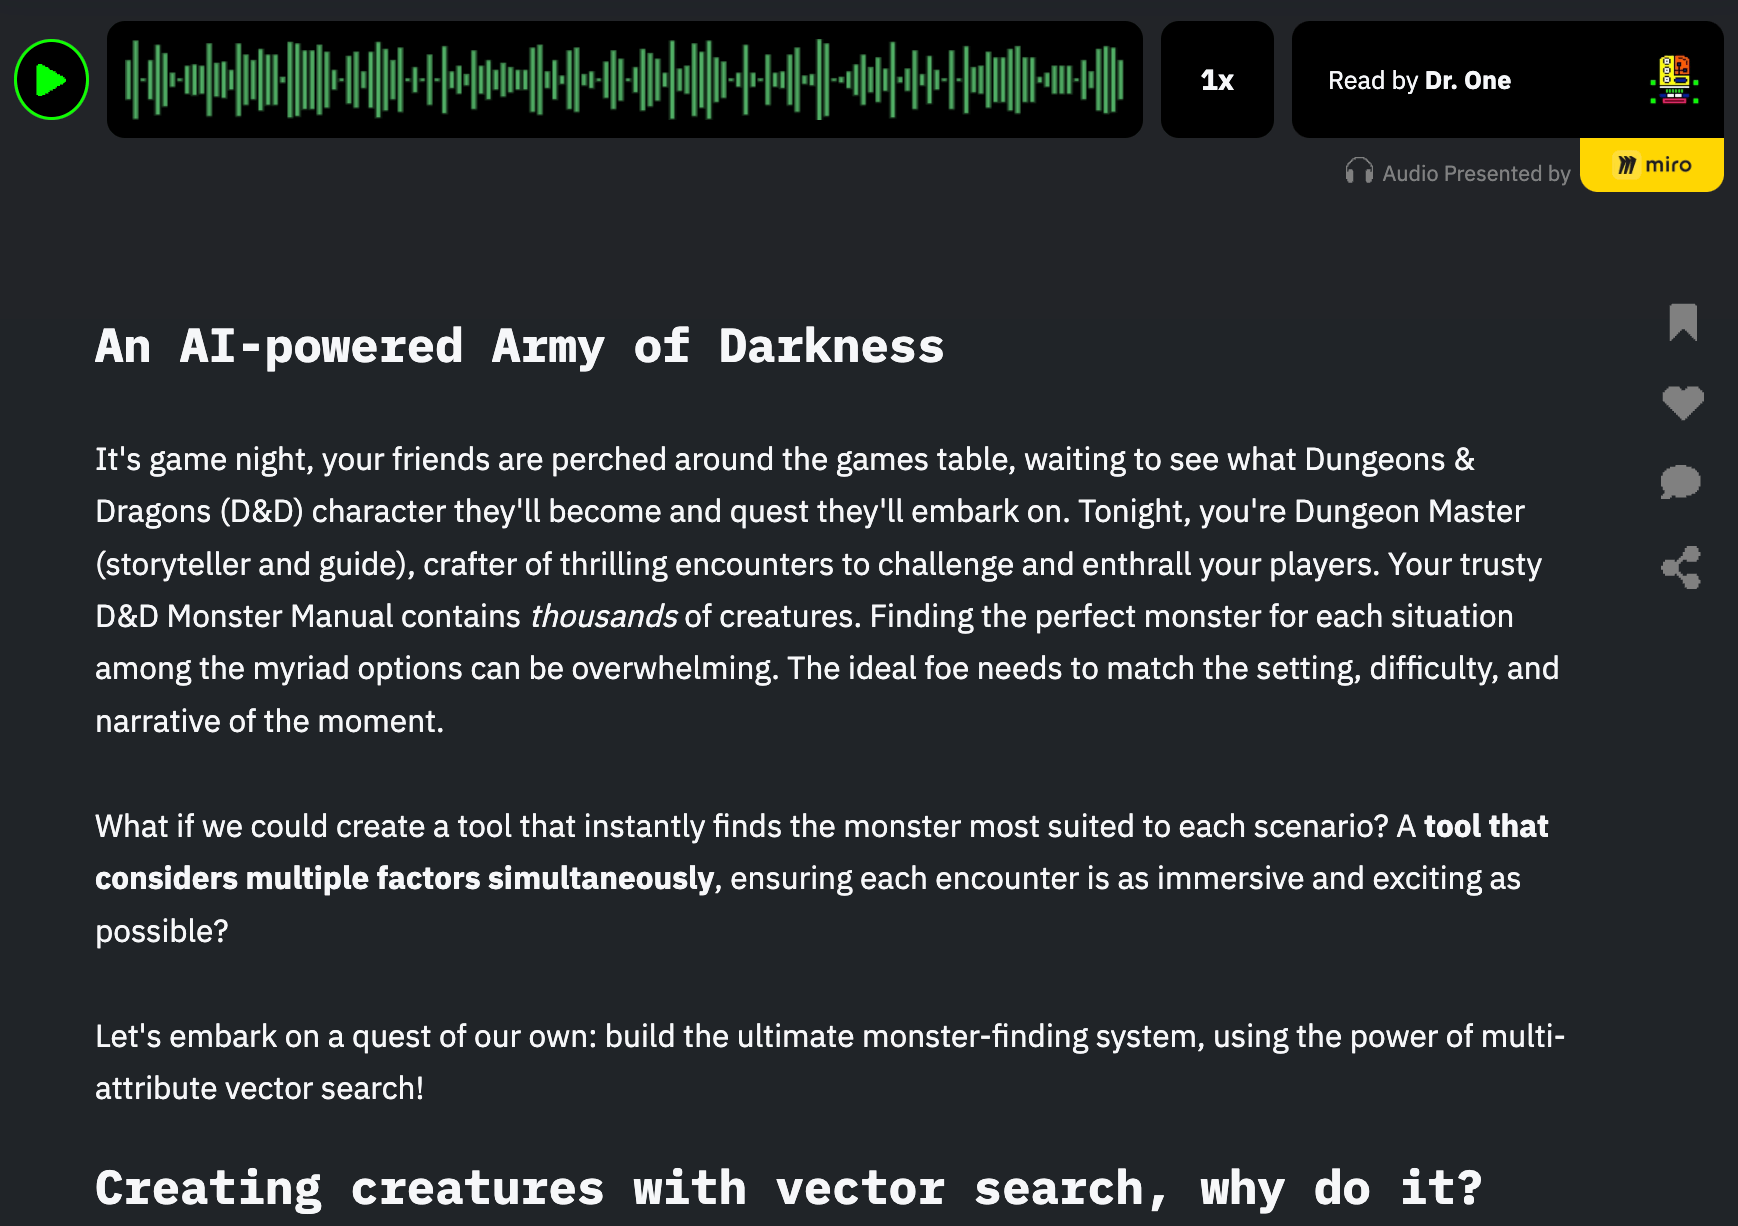 1x
Read by Dr. One
Audio Presented by
miro
An AI-powered Army of Darkness
It's game night, your friends are perched around the games table, waiting to see what Dungeons &
Dragons (D&D) character they'll become and quest they'll embark on. Tonight, you're Dungeon Master
(storyteller and guide), crafter of thrilling encounters to challenge and enthrall your players. Your trusty
D&D Monster Manual contains thousands of creatures. Finding the perfect monster for each situation
among the myriad options can be overwhelming. The ideal foe needs to match the setting, difficulty, and
narrative of the moment.
What if we could create a tool that instantly finds the monster most suited to each scenario? A tool that
considers multiple factors simultaneously, ensuring each encounter is as immersive and exciting as
possible?
Let's embark on a quest of our own: build the ultimate monster-finding system, using the power of multi-
attribute vector search!
Creating creatures with vector search, why do it?